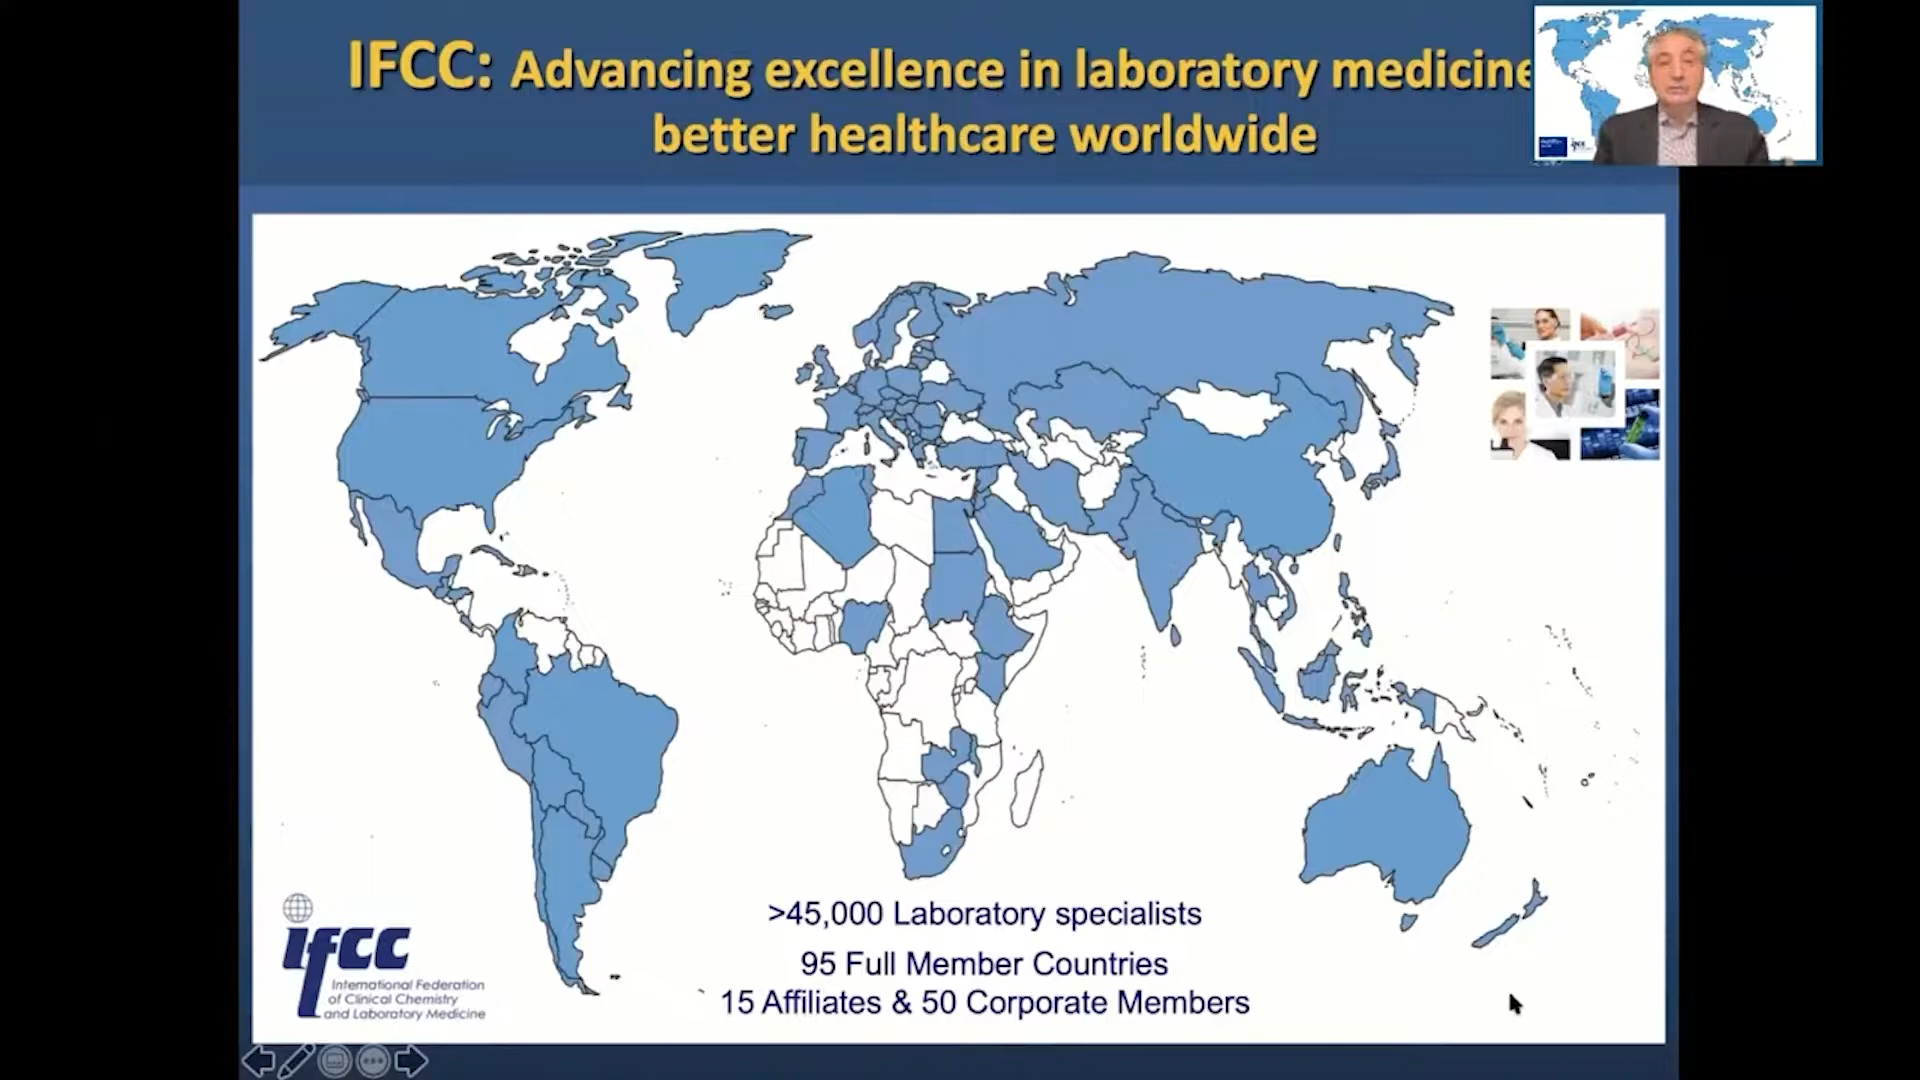 IFCC: Advancing excellence in laboratory medicine
better healthcare worldwide
>45,000 Laboratory specialists
95 Full Member Countries
15 Affiliates & 50 Corporate Members
ifcc
International Federation
of Clinical Chemistry
and Laboratory Medicine